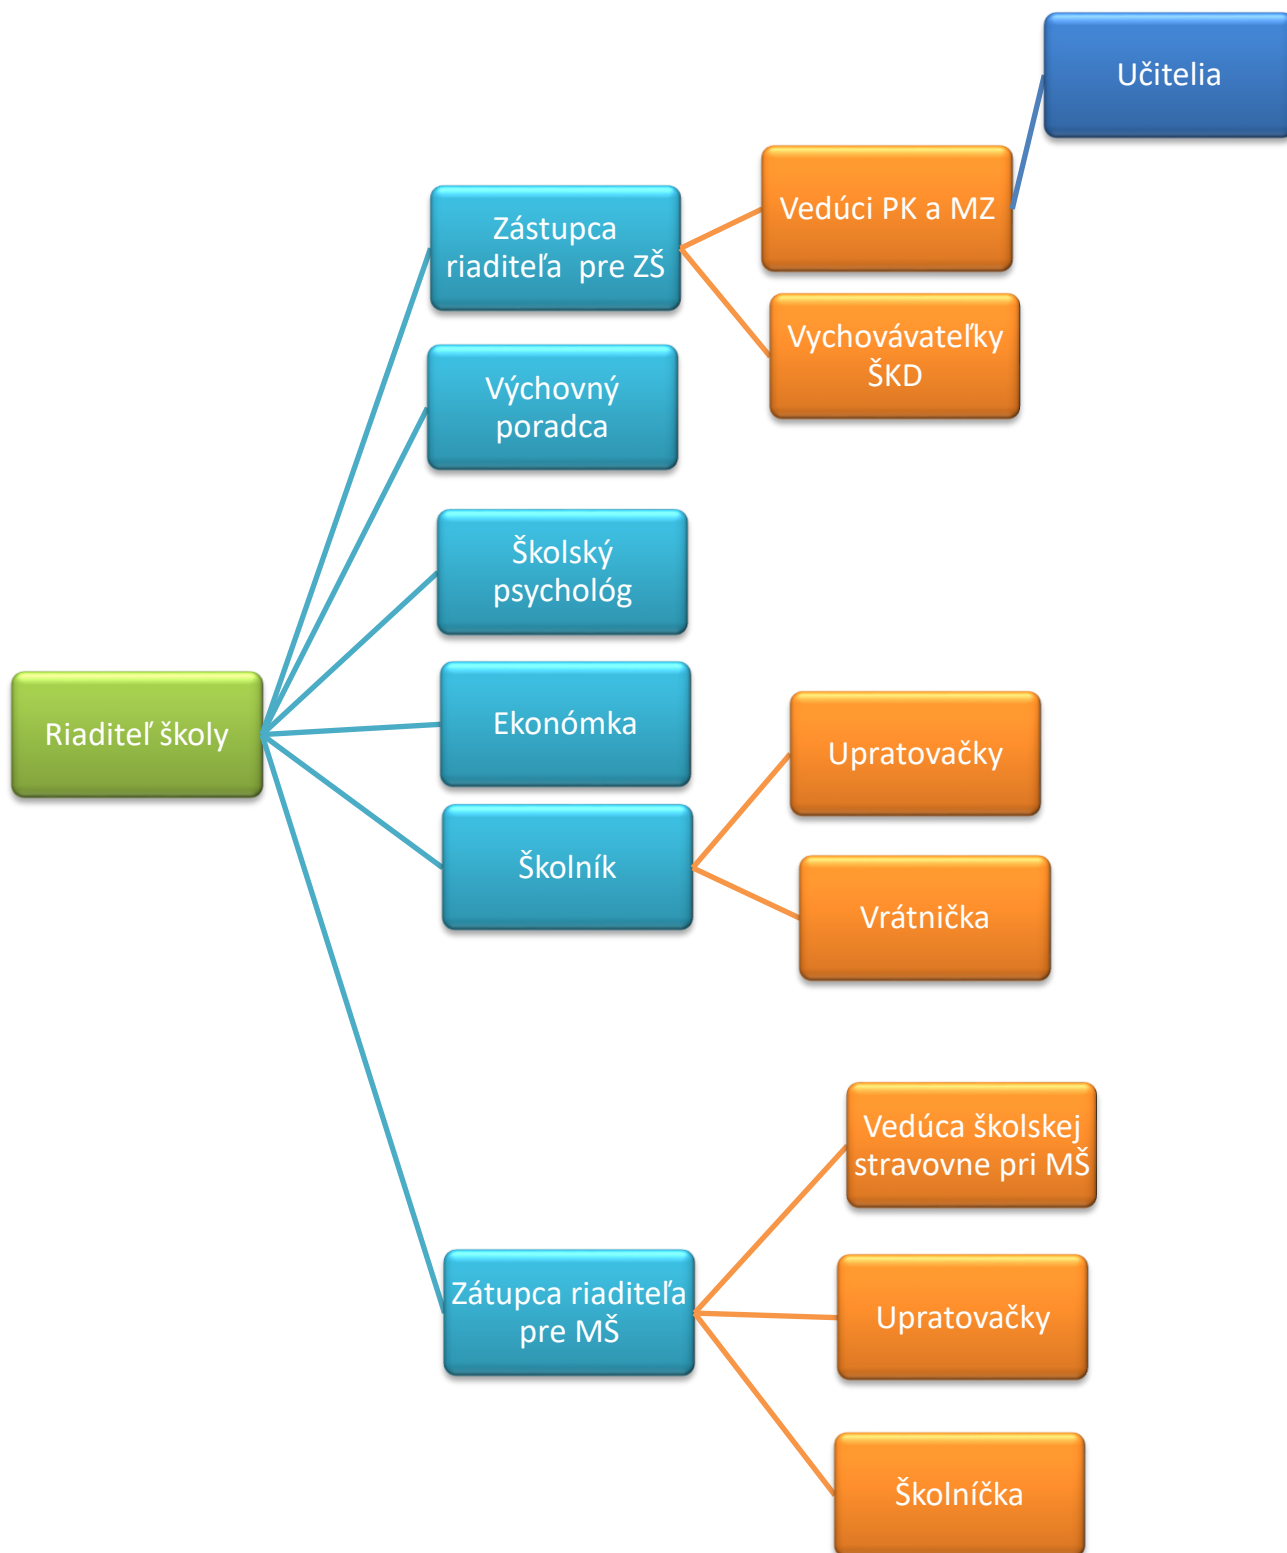 Učitelia
Vedúci PK a MZ
Zástupca
riaditeľa  pre ZŠ
Vychovávateľky
ŠKD
Výchovný
poradca
Školský
psychológ
Riaditeľ školy
Ekonómka
Upratovačky
Školník
Vrátnička
Vedúca školskej
stravovne pri MŠ
Zátupca riaditeľa
pre MŠ
Upratovačky
Školníčka